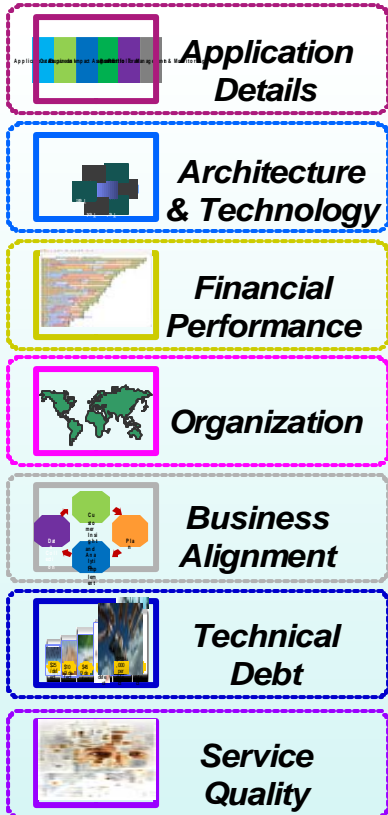 Application
Details
Architecture
& Technology
Financial
Performance
Organization
Business
Alignment
Technical
Debt
Service
Quality